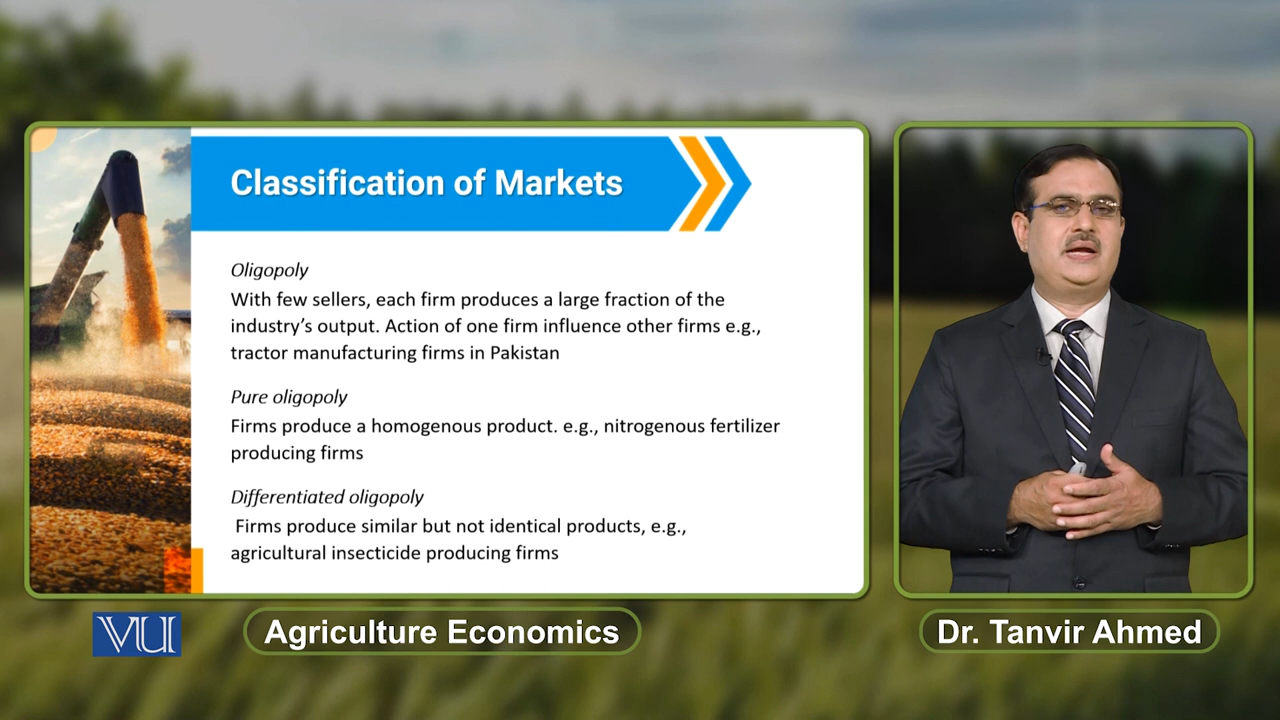 Classification of Markets
Oligopoly
With few sellers, each firm produces a large fraction of the
industry’s output. Action of one firm influence other firms e.g.,
tractor manufacturing firms in Pakistan
Pure oligopoly
Firms produce a homogenous product. e.g., nitrogenous fertilizer
producing firms
Differentiated oligopoly
Firms produce similar but not identical products, e.g.,
agricultural insecticide producing firms
VU
Agriculture Economics
Dr. Tanvir Ahmed